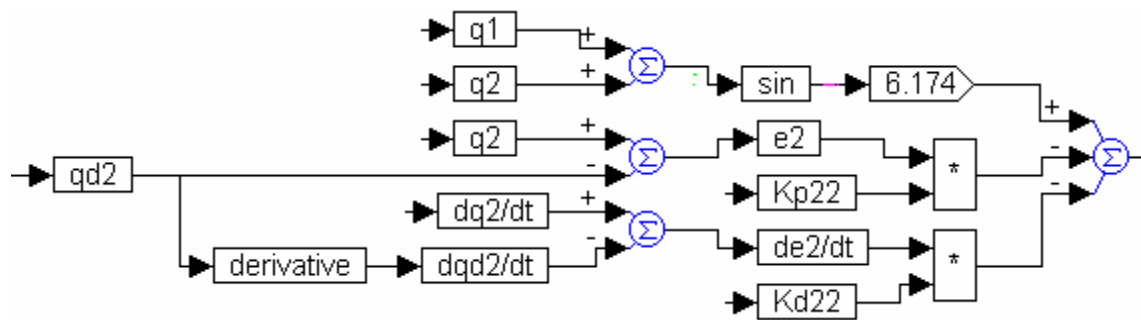 q1
+
Σ
q2
+
sin
6.174
+
q2
+
-
Σ
e2
*
-
Σ
qd2
Kp22
-
dq2/dt
+
-
Σ
de2/dt
*
derivative
dqd2/dt
Kd22